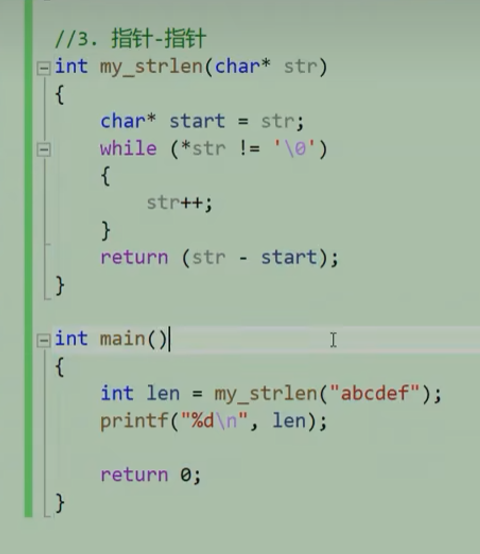 //3. 指针-指针
int my_strlen(char* str)
{
    char* start = str;
    while (*str != '\0')
    {
        str++;
    }
    return (str - start);
}
int main()
{
    int len = my_strlen("abcdef");
    printf("%d\n", len);
    return 0;
}